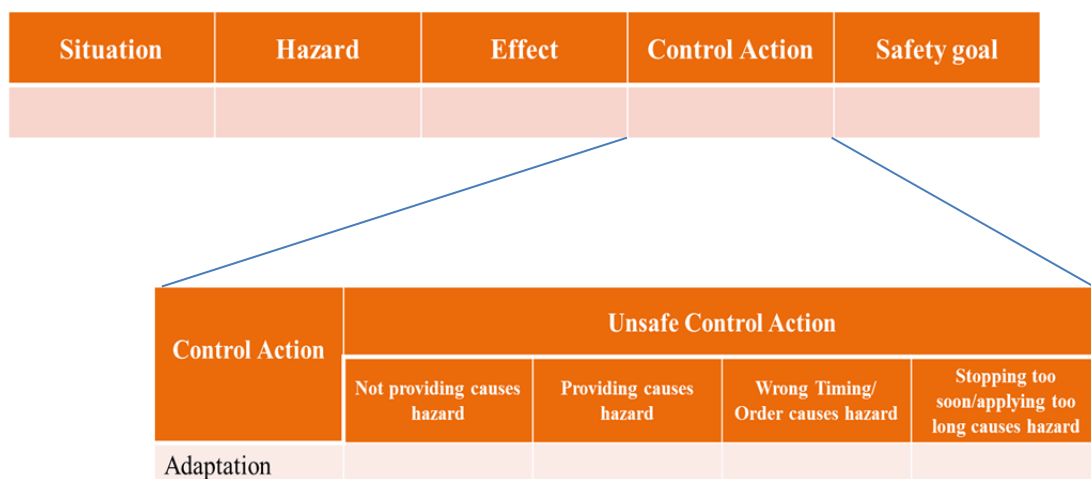 Situation Hazard Effect Control Action Safety goal
Control Action
Unsafe Control Action
Not providing causes
hazard
Providing causes
hazard
Wrong Timing/
Order causes hazard
Stopping too
soon/applying too
long causes hazard
Adaptation